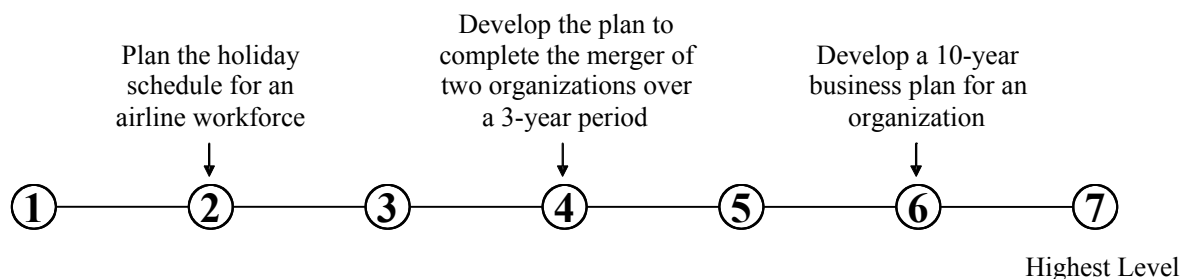 Plan the holiday
schedule for an
airline workforce
Develop the plan to
complete the merger of
two organizations over
a 3-year period
Develop a 10-year
business plan for an
organization
1 2 3 4 5 6 7
Highest Level